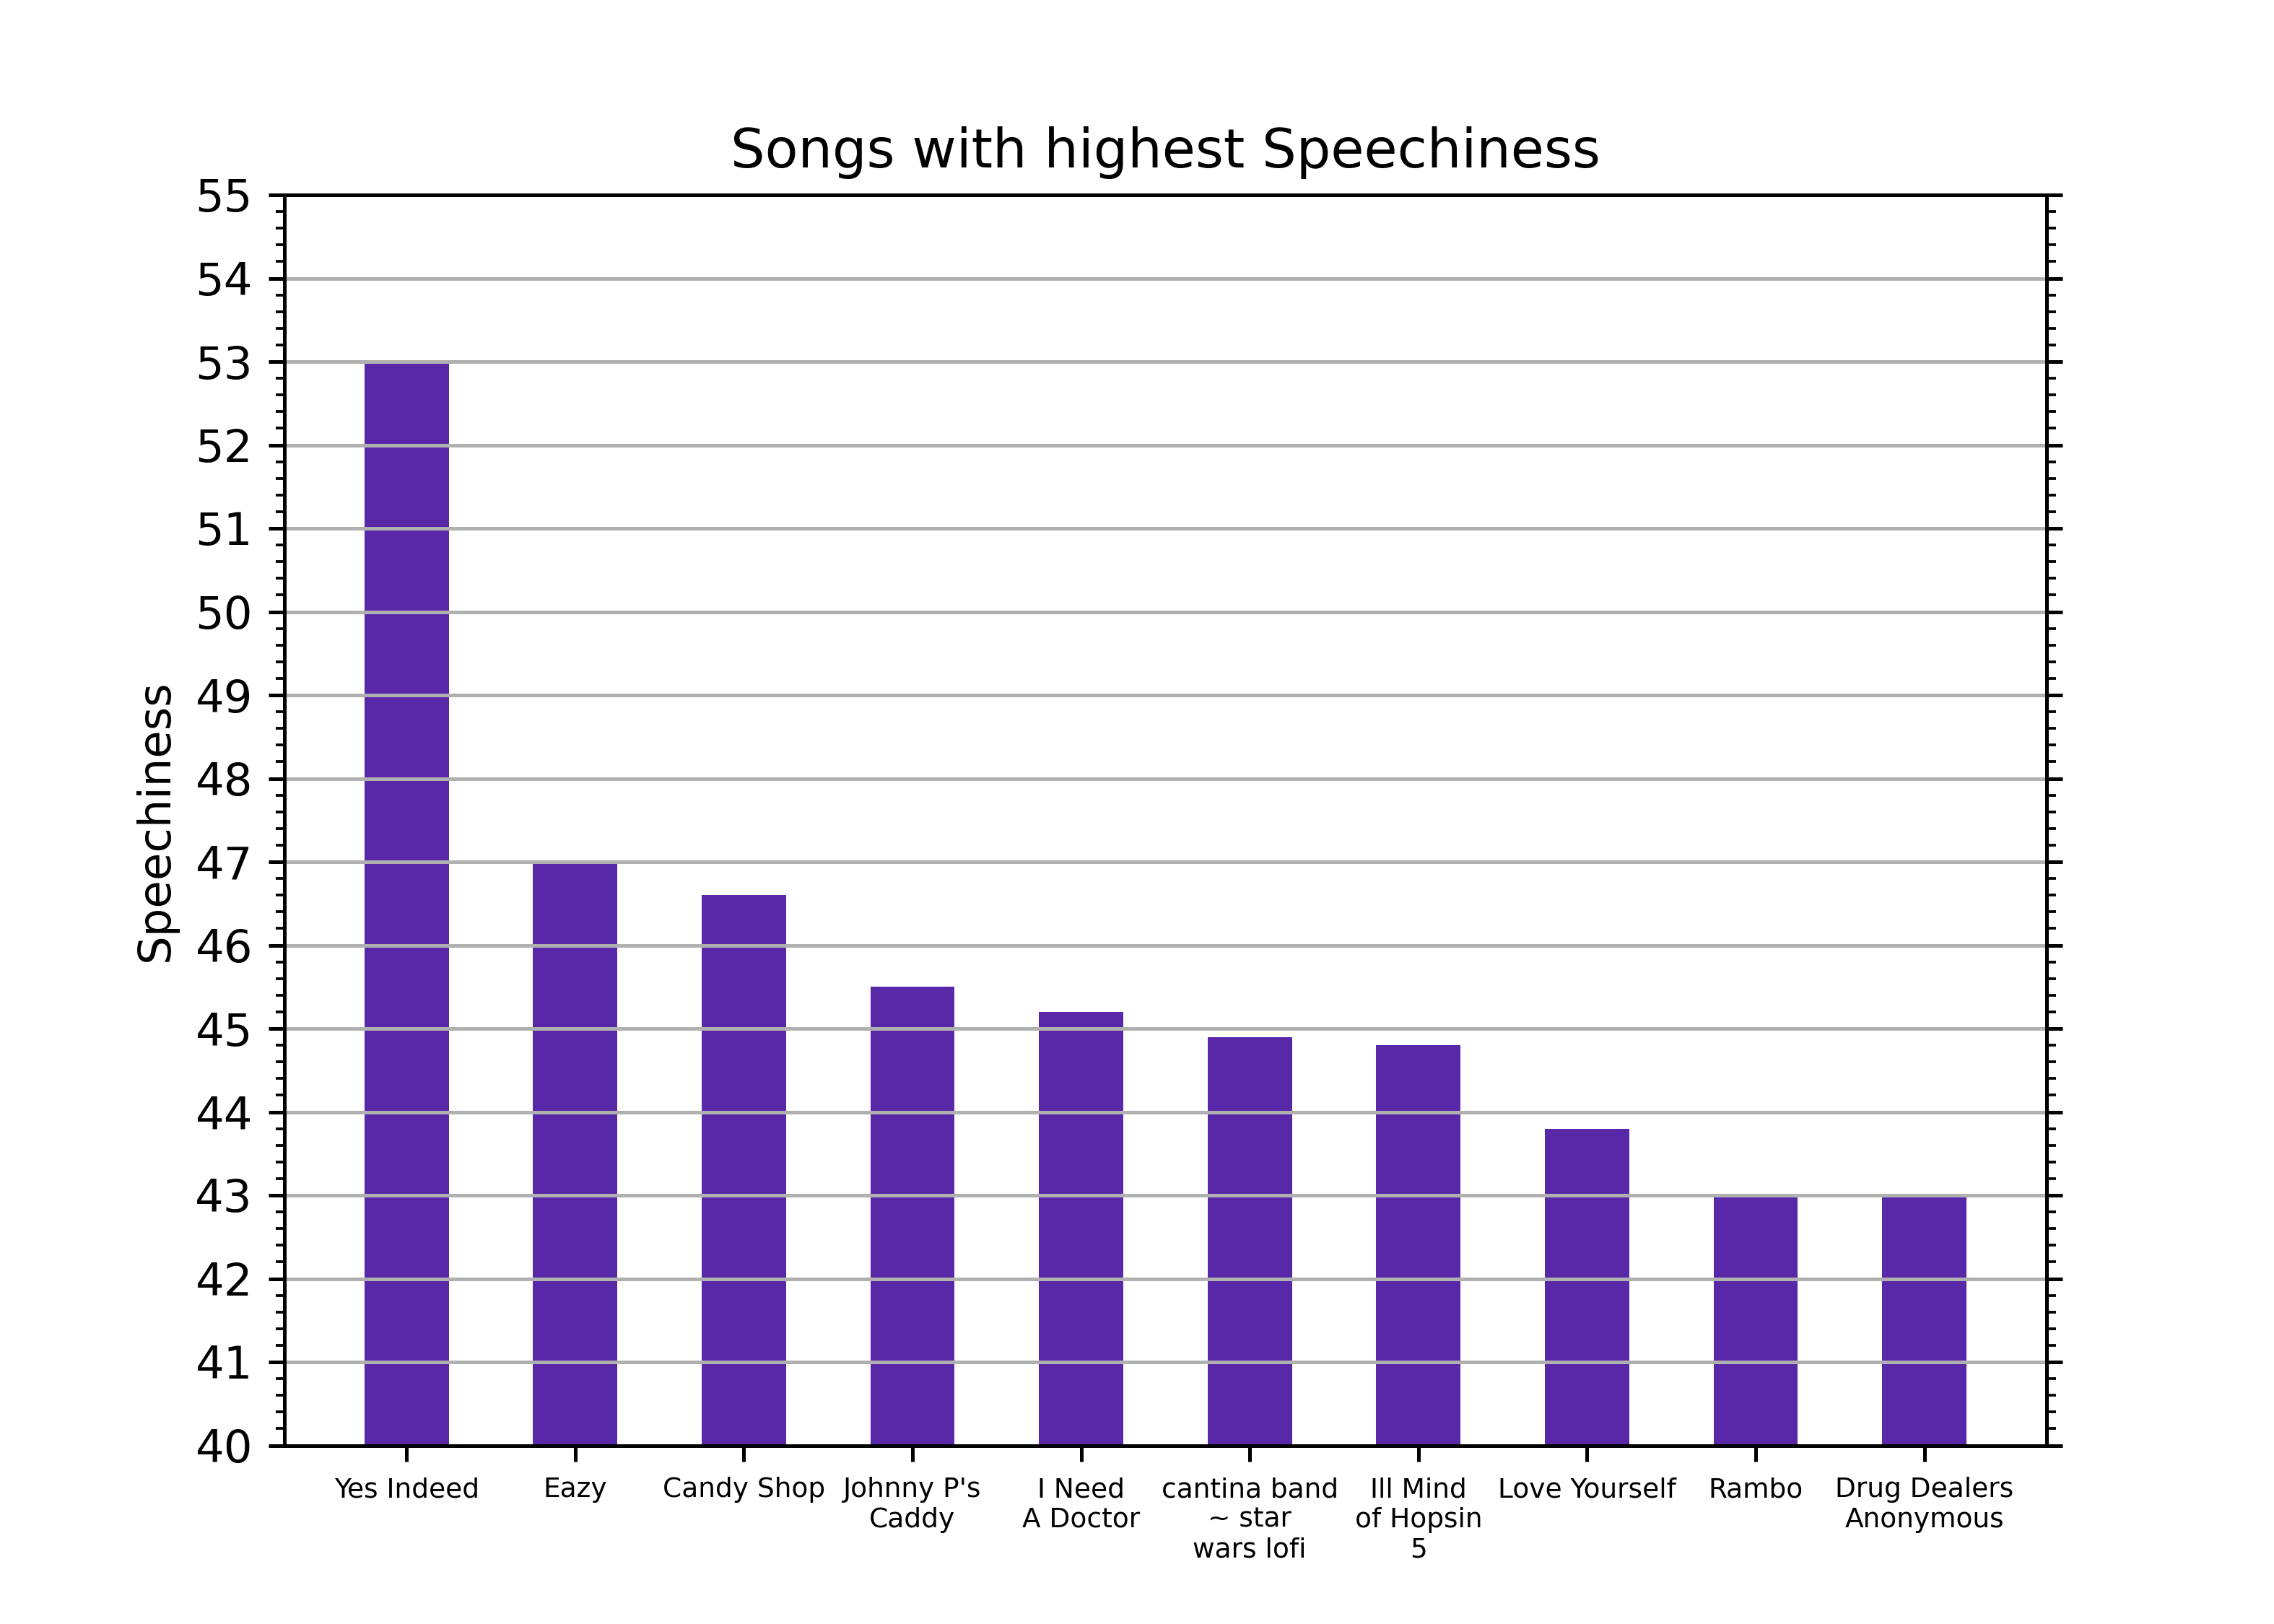 Songs with highest Speechiness
Speechiness
55
54
53
52
51
50
49
48
47
46
45
44
43
42
41
40
Yes Indeed
Eazy
Candy Shop
Johnny P's
Caddy
I Need
A Doctor
cantina band
~ star
wars lofi
Ill Mind
of Hopsin
5
Love Yourself
Rambo
Drug Dealers
Anonymous